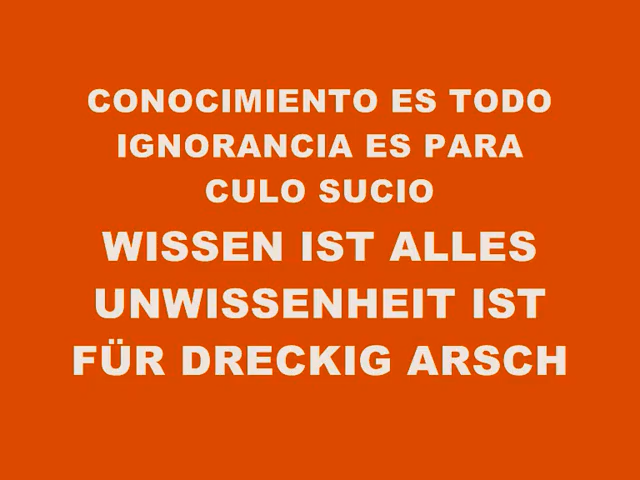 CONOCIMIENTO ES TODO
IGNORANCIA ES PARA
CULO SUCIO
WISSEN IST ALLES
UNWISSENHEIT IST
FÜR DRECKIG ARSCH